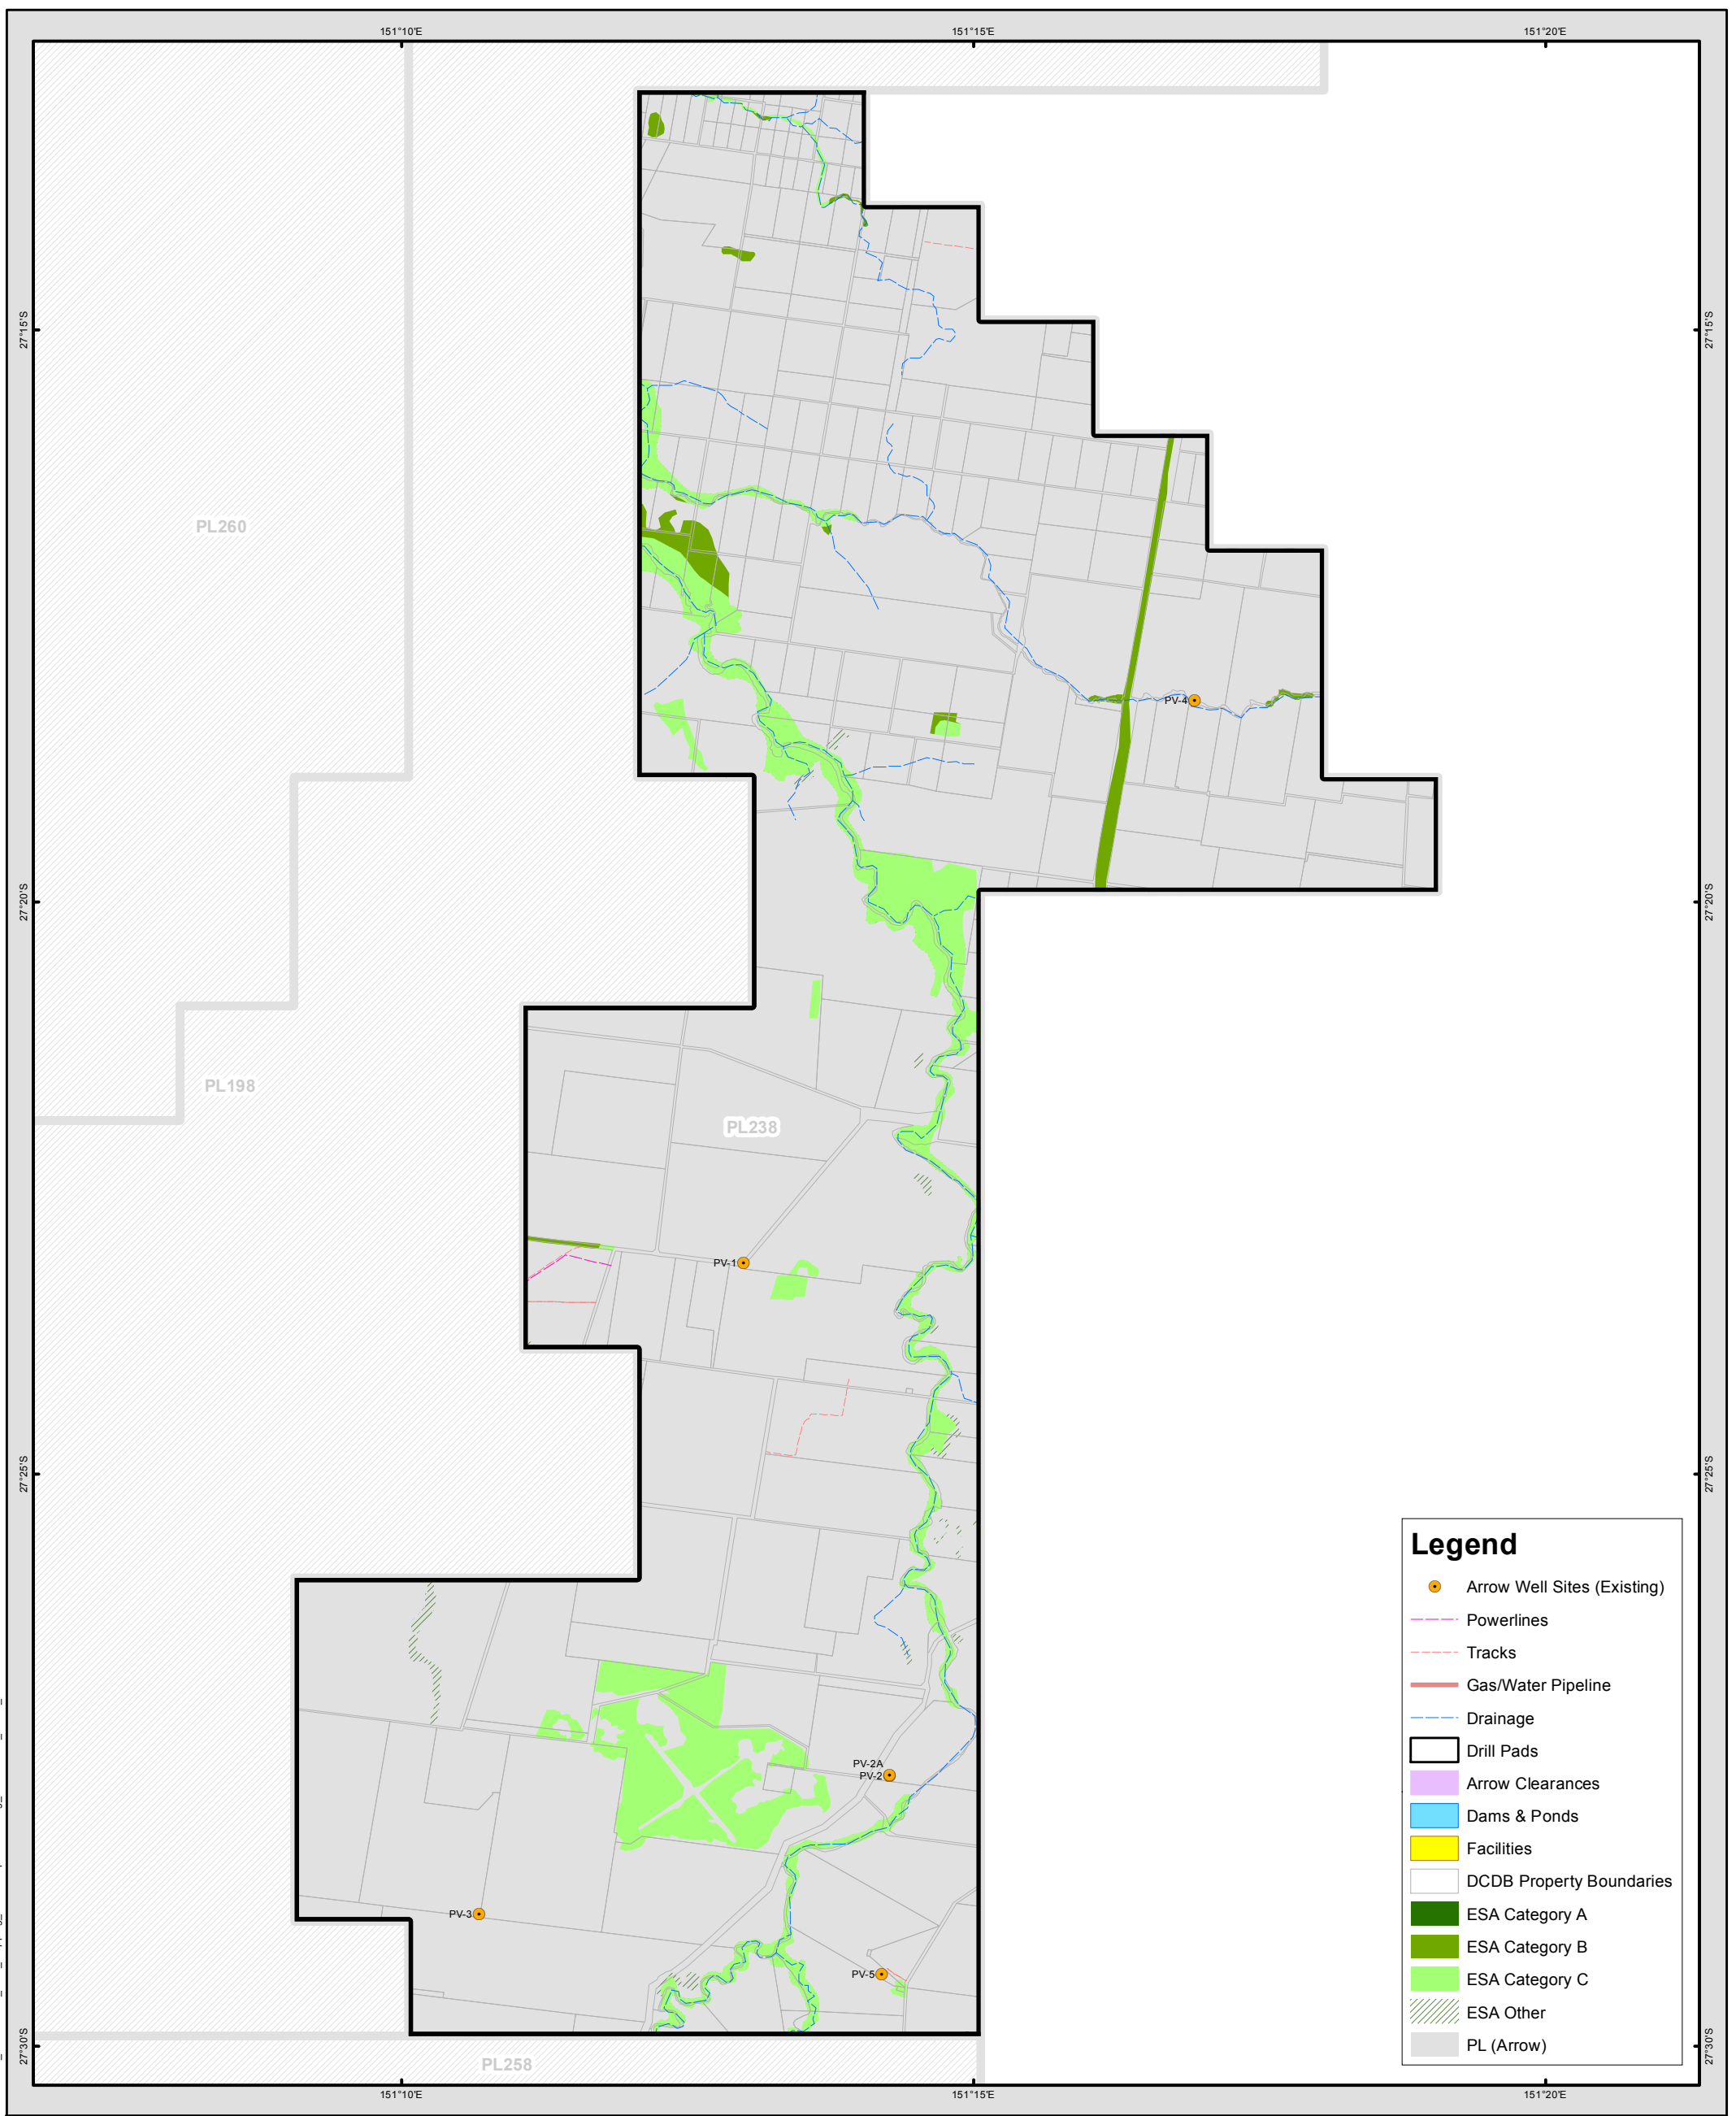 151°10'E
151°15'E
151°20'E
27°15'S
27°15'S
PL260
PV-4
27°20'S
27°20'S
PL198
PL238
PV-1
27°25'S
27°25'S
PV-2A
PV-2
PV-3
PV-5
Legend
Arrow Well Sites (Existing)
Powerlines
Tracks
Gas/Water Pipeline
Drainage
Drill Pads
Arrow Clearances
Dams & Ponds
Facilities
DCDB Property Boundaries
ESA Category A
ESA Category B
ESA Category C
ESA Other
PL (Arrow)
27°30'S
27°30'S
PL258
151°10'E
151°15'E
151°20'E